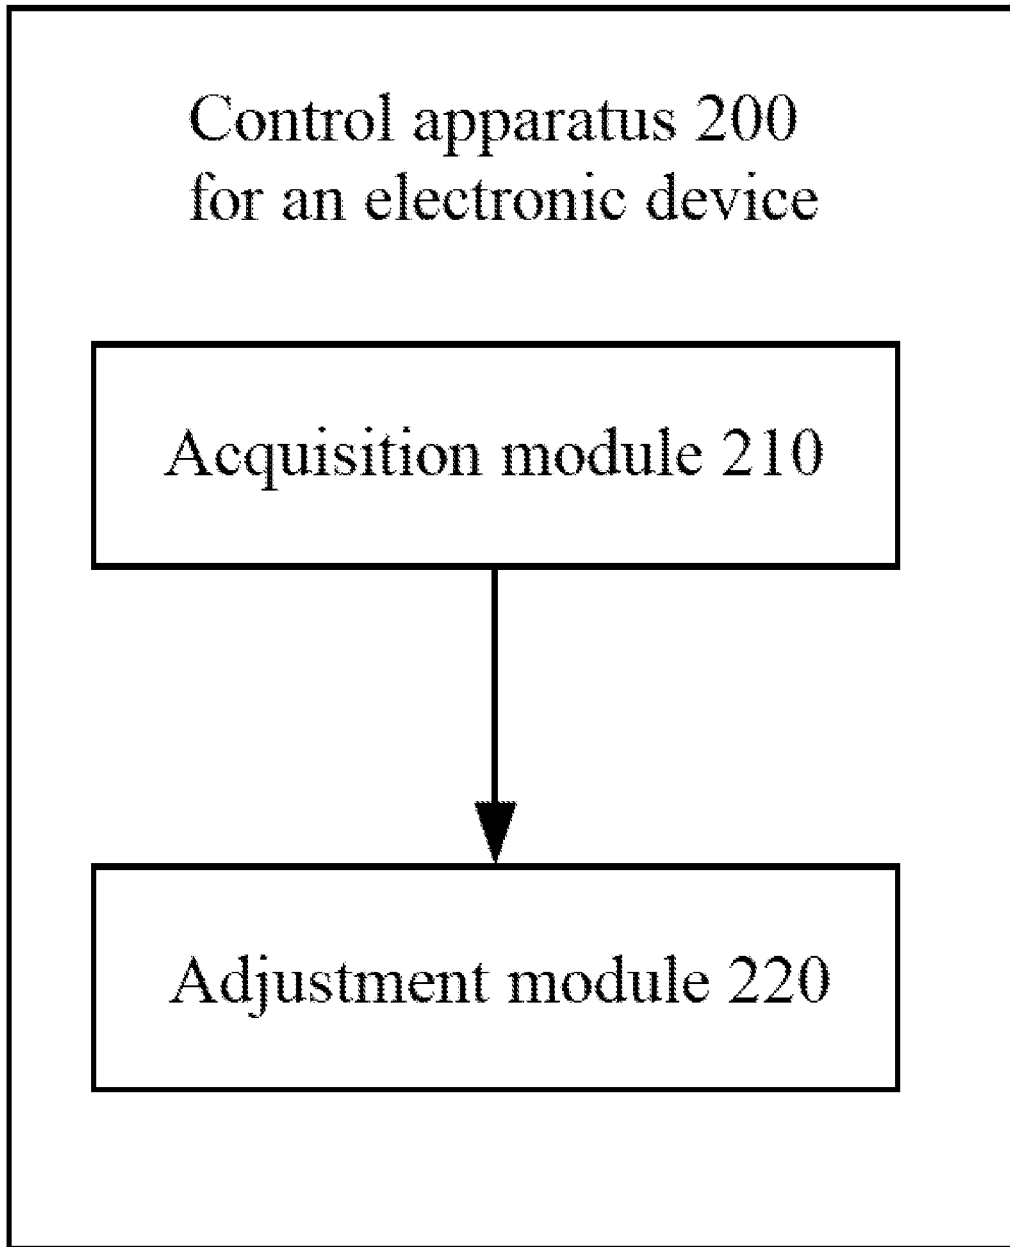 Control apparatus 200
for an electronic device
Acquisition module 210
Adjustment module 220